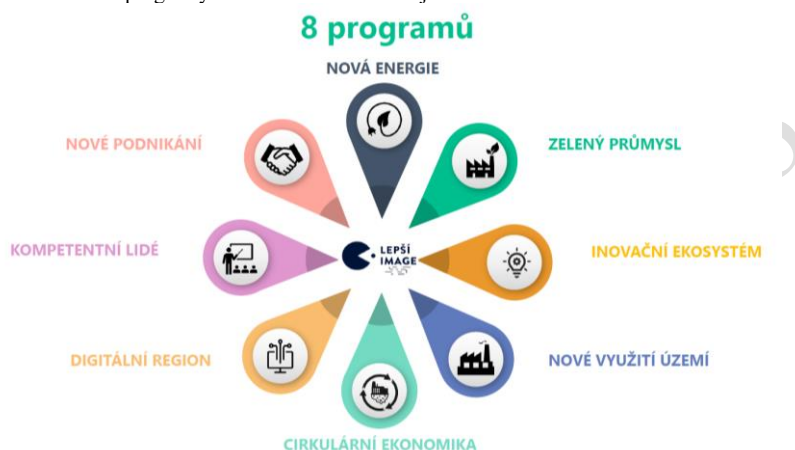 8 programů
NOVÁ ENERGIE
NOVÉ PODNIKÁNÍ
ZELENÝ PRŮMYSL
KOMPETENTNÍ LIDÉ
LEPŠÍ
IMAGE
INOVAČNÍ EKOSYSTÉM
DIGITÁLNÍ REGION
NOVÉ VYUŽITÍ ÚZEMÍ
CIRKULÁRNÍ EKONOMIKA